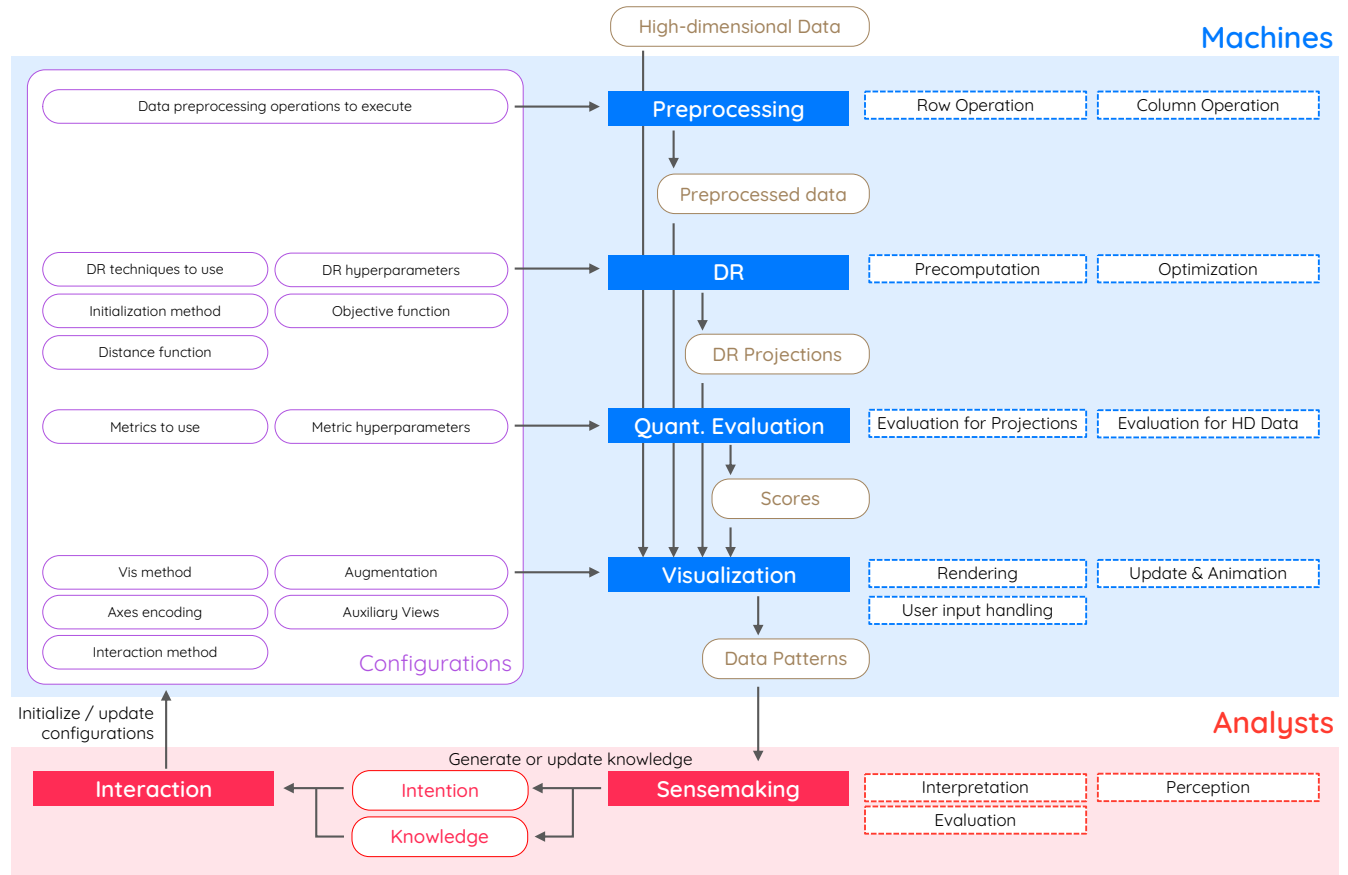 High-dimensional Data
Machines
Data preprocessing operations to execute
Preprocessing
Row Operation
Column Operation
Preprocessed data
DR techniques to use
DR hyperparameters
DR
Precomputation
Optimization
Initialization method
Objective function
Distance function
DR Projections
Metrics to use
Metric hyperparameters
Quant. Evaluation
Evaluation for Projections
Evaluation for HD Data
Scores
Vis method
Augmentation
Visualization
Rendering
Update & Animation
Axes encoding
Auxiliary Views
User input handling
Interaction method
Configurations
Data Patterns
Initialize / update
configurations
Analysts
Generate or update knowledge
Interaction
Intention
Sensemaking
Interpretation
Perception
Knowledge
Evaluation